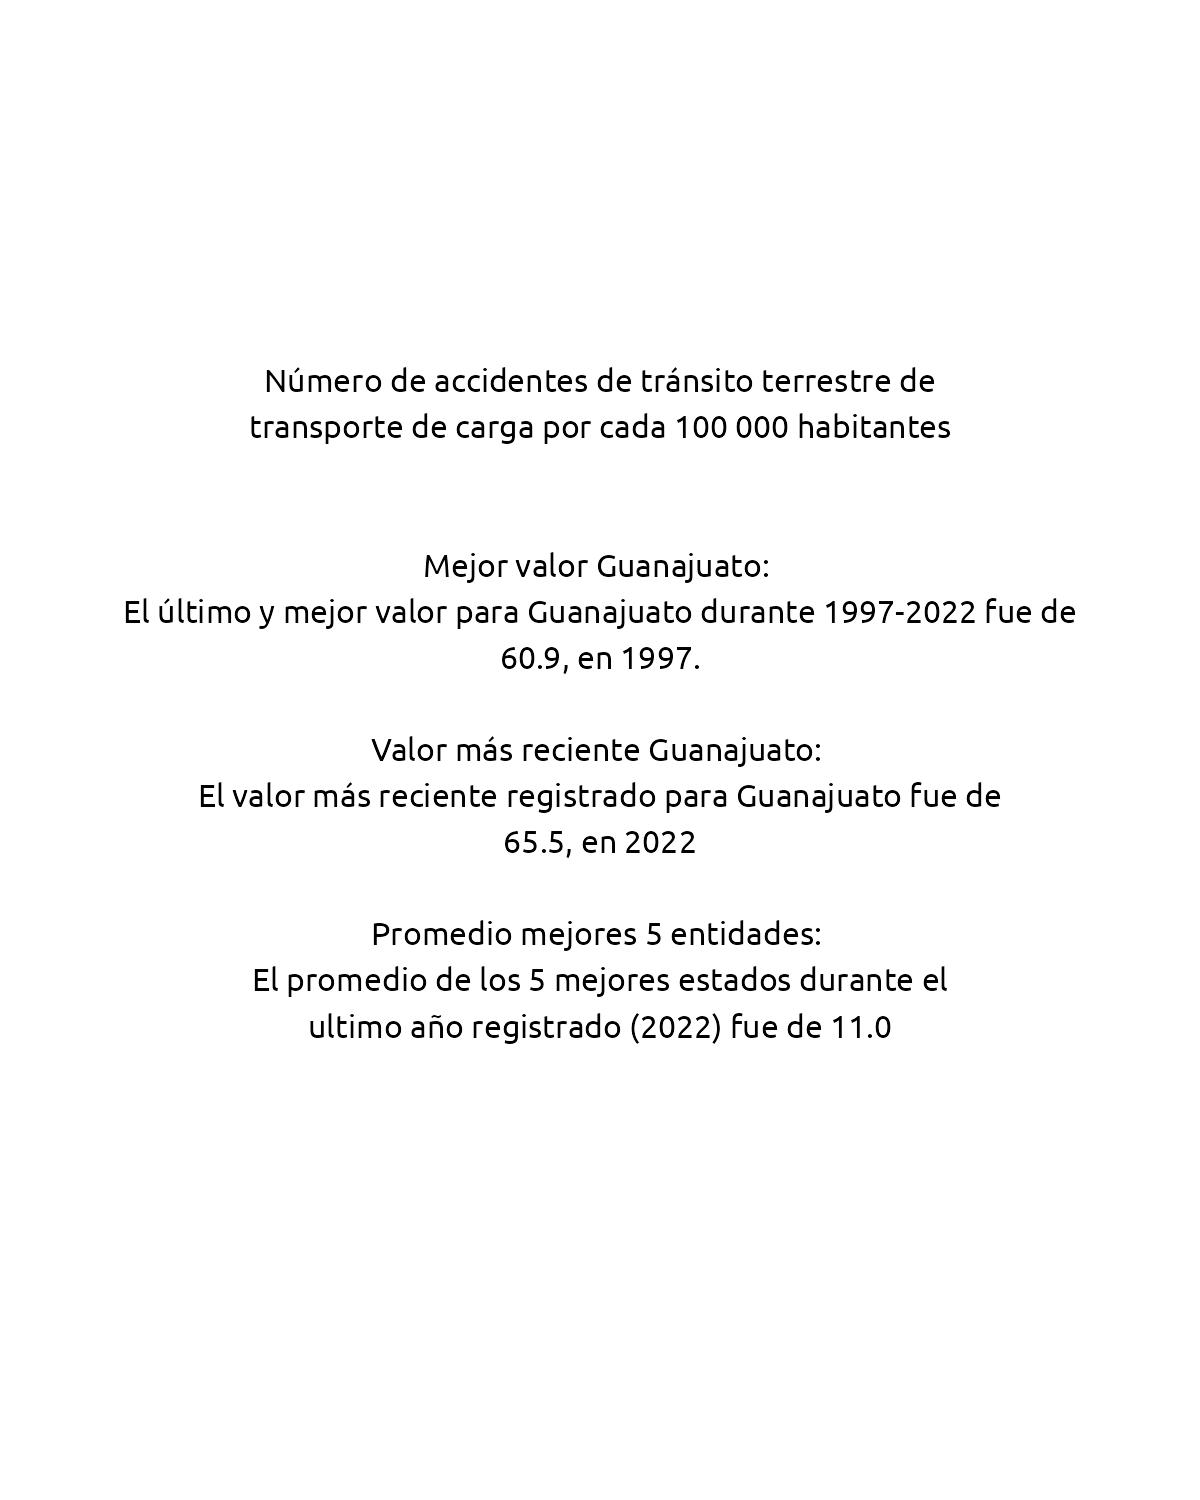 Número de accidentes de tránsito terrestre de
transporte de carga por cada 100 000 habitantes
Mejor valor Guanajuato:
El último y mejor valor para Guanajuato durante 1997-2022 fue de
60.9, en 1997.
Valor más reciente Guanajuato:
El valor más reciente registrado para Guanajuato fue de
65.5, en 2022
Promedio mejores 5 entidades:
El promedio de los 5 mejores estados durante el
ultimo año registrado (2022) fue de 11.0